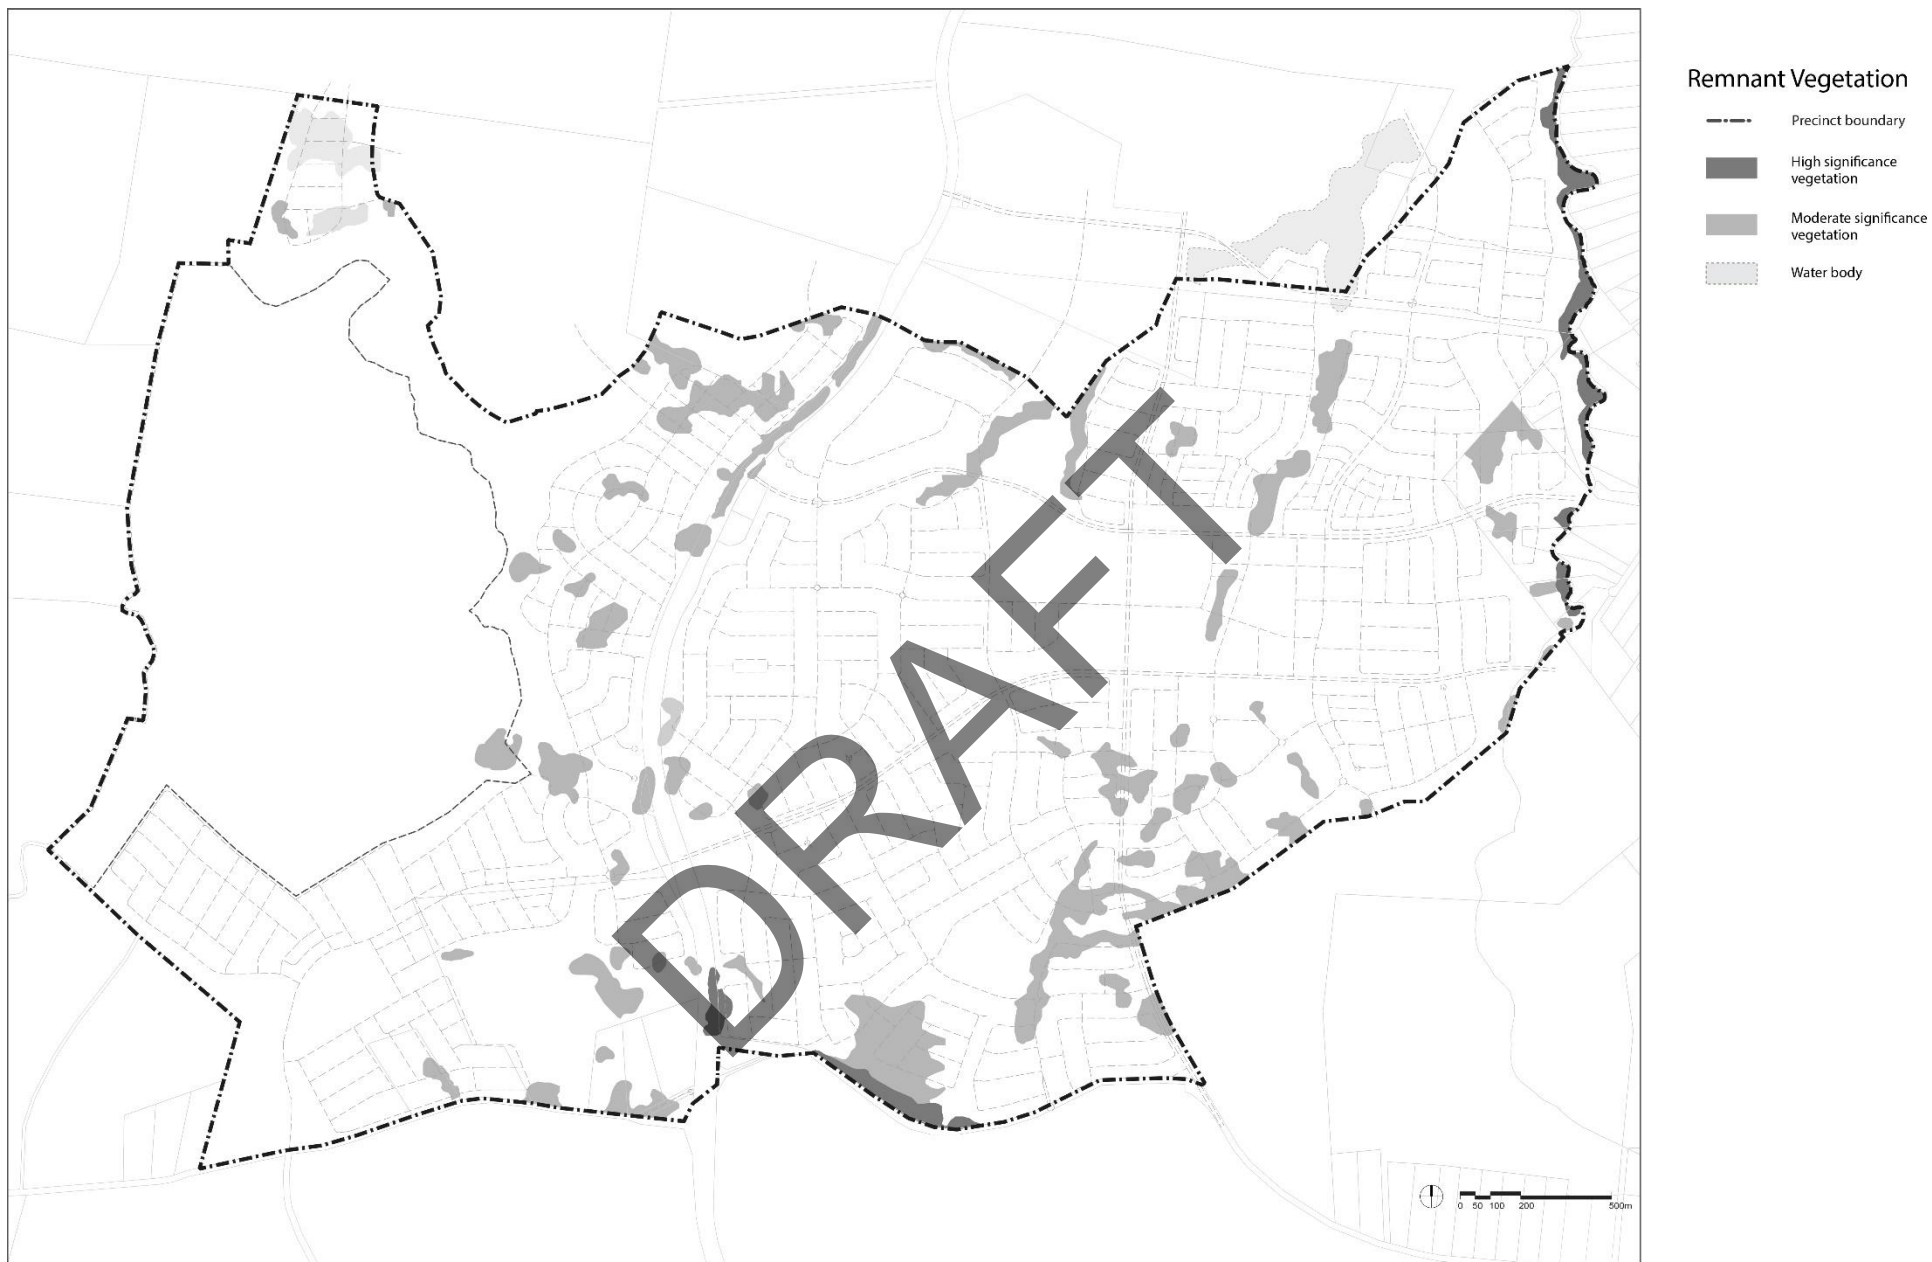 Remnant Vegetation
Precinct boundary
High significance
vegetation
Moderate significance
vegetation
Water body
DRAFT
0 50 100 200 500m